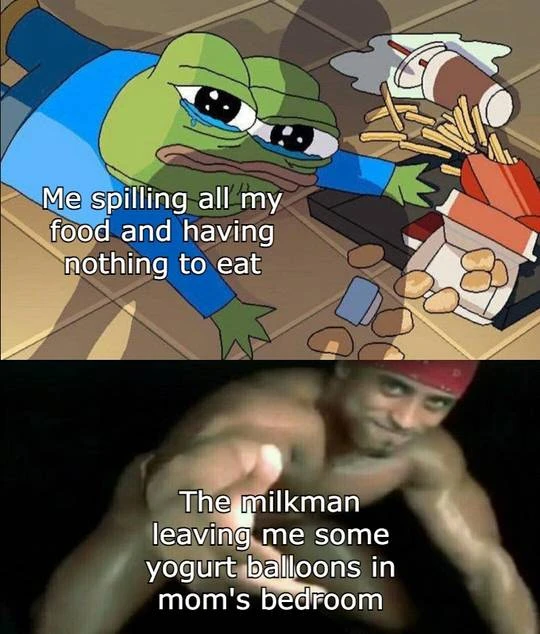 Me spilling all my
food and having
nothing to eat
The milkman
leaving me some
yogurt balloons in
mom's bedroom